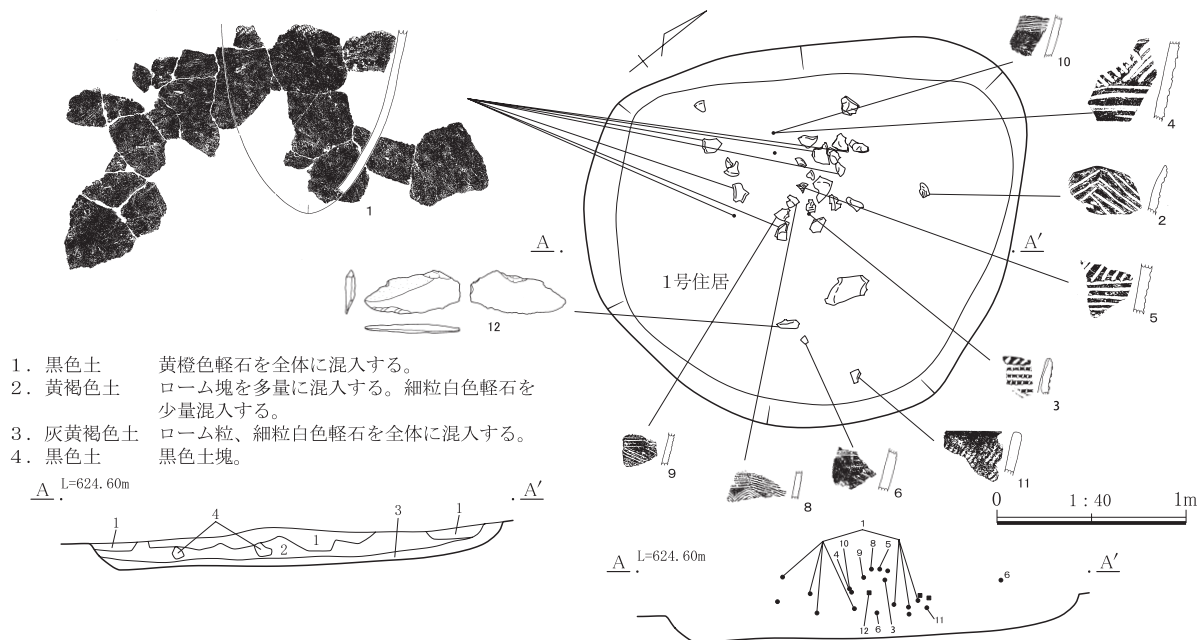 1
10
4
2
5
3
11
6
8
9
12
A
A′
1号住居
1．黒色土 黄橙色軽石を全体に混入する。
2．黄褐色土 ローム塊を多量に混入する。細粒白色軽石を
少量混入する。
3．灰黄褐色土 ローム粒、細粒白色軽石を全体に混入する。
4．黒色土 黒色土塊。
A L=624.60m A′
1 4 3 1
2 1
0 1:40 1m
A L=624.60m A′
1
10 8 5
4 9
6
12 6 3 11